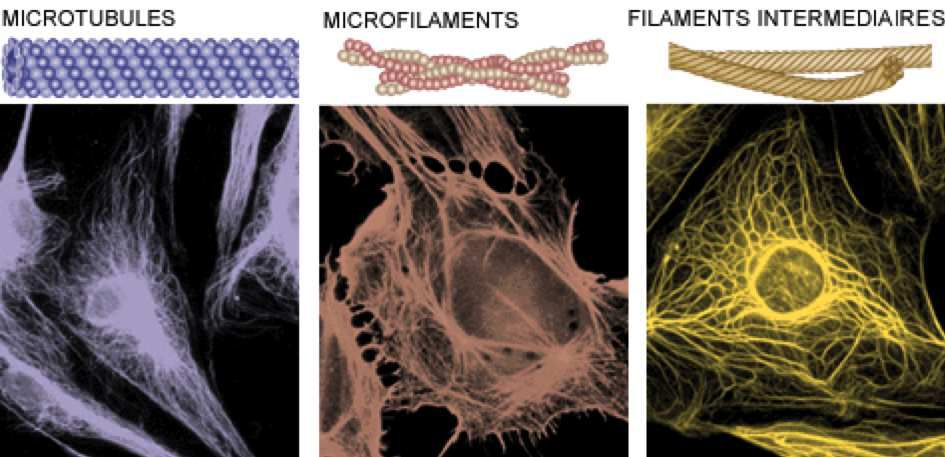 MICROTUBULES
MICROFILAMENTS
FILAMENTS INTERMEDIAIRES